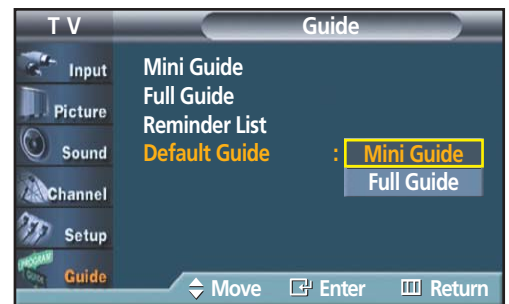 T V
Guide
Input
Picture
Sound
Channel
Setup
Guide
Mini Guide
Full Guide
Reminder List
Default Guide : Mini Guide
Full Guide
Move Enter Return